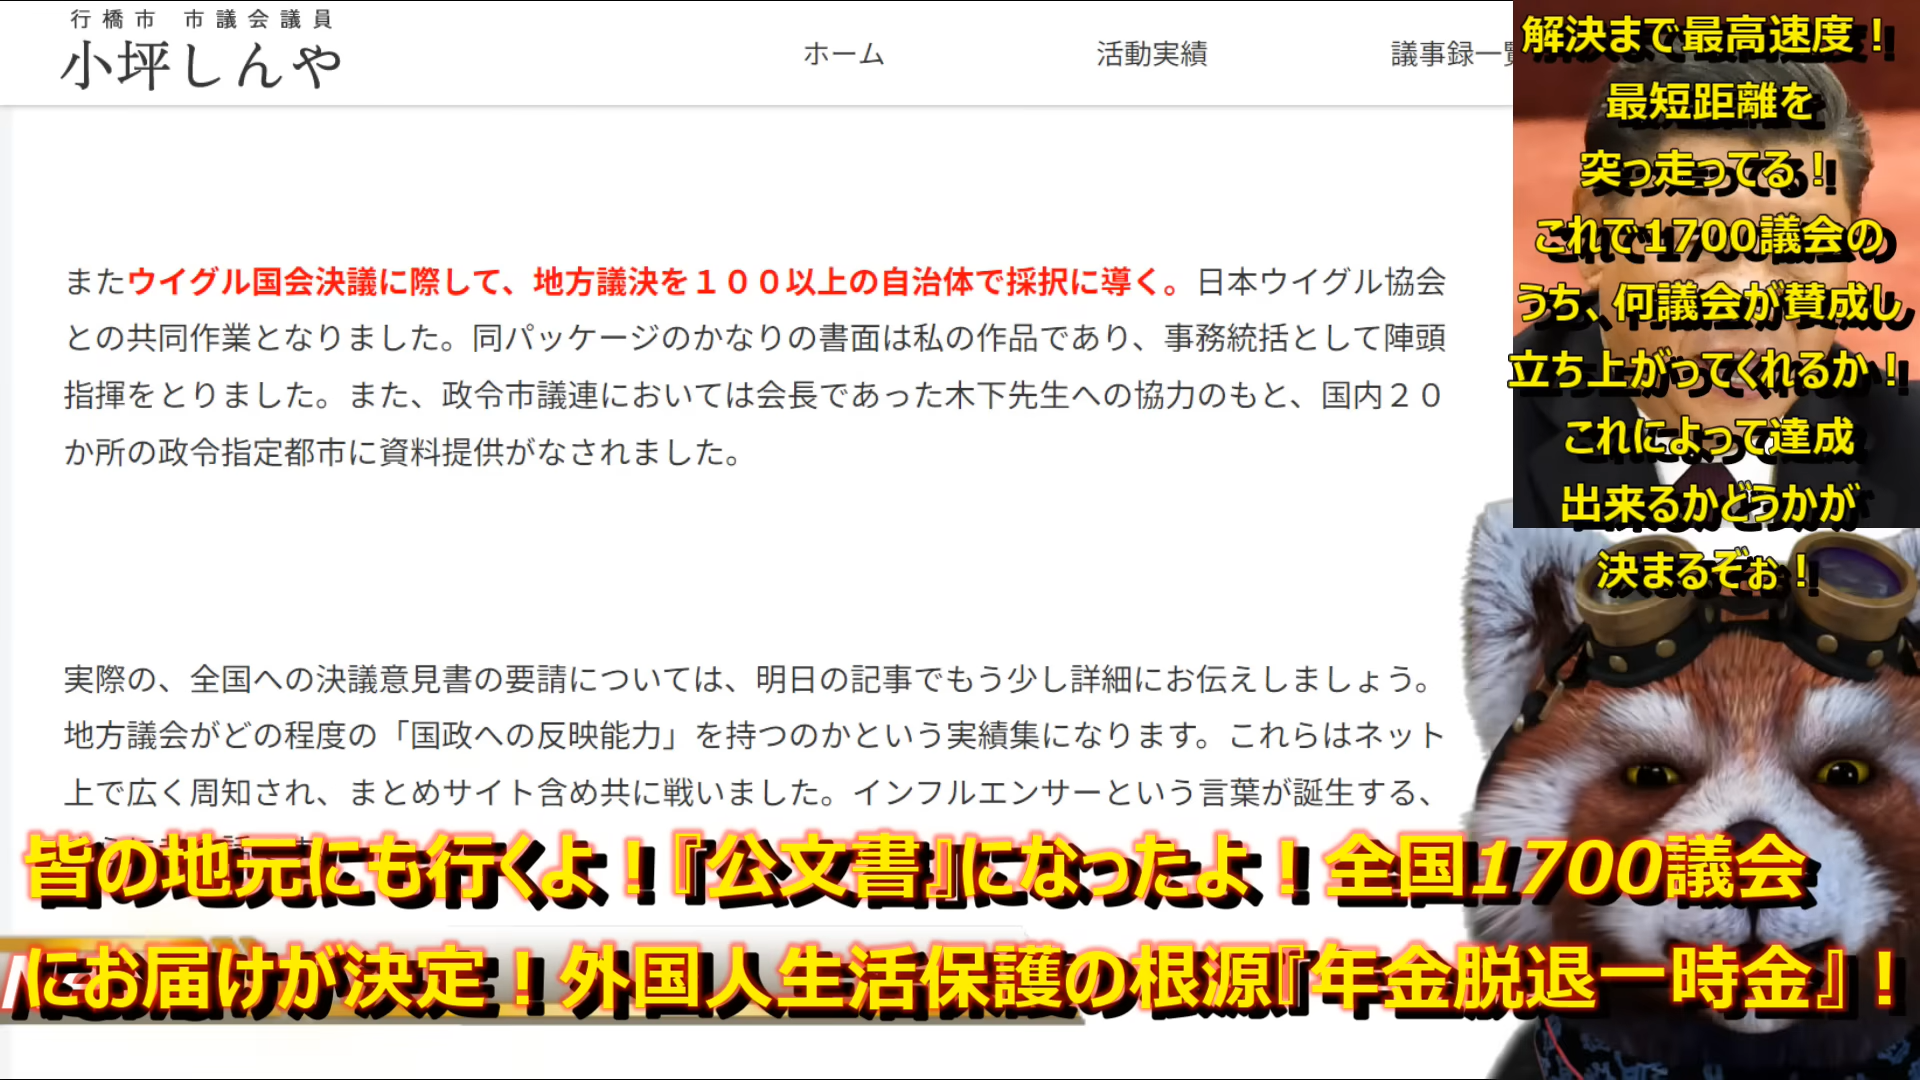 行橋市 市議会議員
小坪しんや
ホーム
活動実績
議事録一
またウイグル国会決議に際して、地方議決を１００以上の自治体で採択に導く。日本ウイグル協会
との共同作業となりました。同パッケージのかなりの書面は私の作品であり、事務統括として陣頭
指揮をとりました。また、政令市議連においては会長であった木下先生への協力のもと、国内２０
か所の政令指定都市に資料提供がなされました。
実際の、全国への決議意見書の要請については、明日の記事でもう少し詳細にお伝えしましょう。
地方議会がどの程度の「国政への反映能力」を持つのかという実績集になります。これらはネット
上で広く周知され、まとめサイト含め共に戦いました。インフルエンサーという言葉が誕生する、
解決まで最高速度！
最短距離を
突っ走ってる！
これで1700議会の
うち、何議会が賛成し
立ち上がってくれるか！
これによって達成
出来るかどうかが
決まるぞぉ！
皆の地元にも行くよ！『公文書』になったよ！全国1700議会
にお届けが決定！外国人生活保護の根源『年金脱退一時金』！